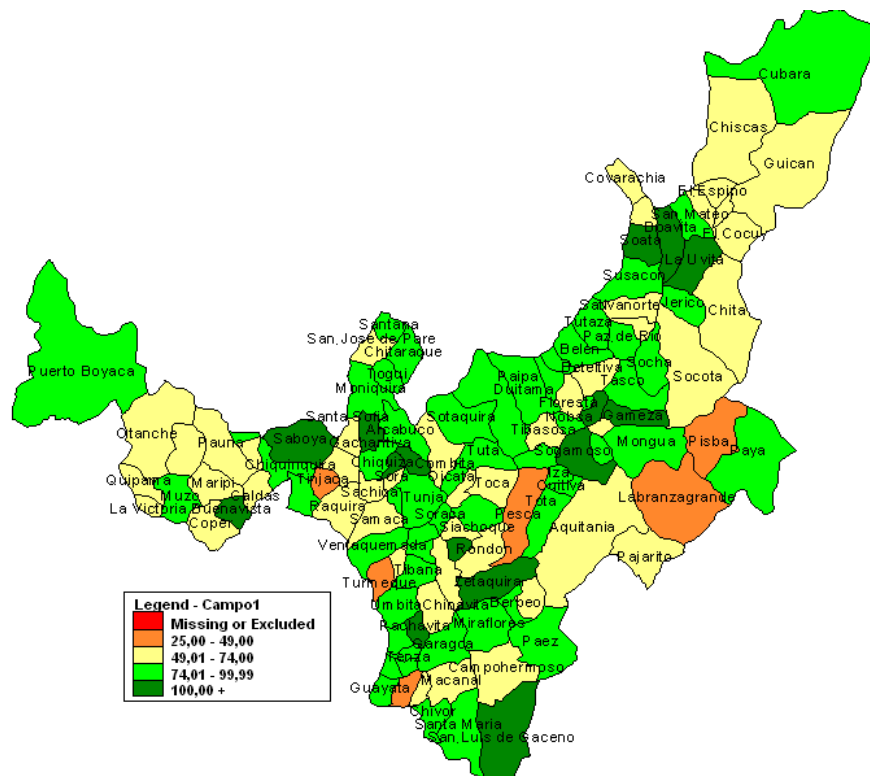 Cubara
Chiscas
Guican
Covarachia
El Espino
San Mateo
Boavita
El Cocuy
Soata
La Uvita
Susacon
Jerico
Chita
Sativanorte
Tutaza
Paz de Rio
Santana
San José de Pare
Chitaraque
Belen
Socha
Puerto Boyaca
Togui
Paipa
Duitama
Tasco
Socota
Moniquira
Floresta
Santa Sofia
Sotaquira
Nobsa
Gameza
Otanche
Pauna
Saboya
Arcabuco
Gachantiva
Tibasosa
Mongua
Pisba
Paya
Chiquinquira
Chiquiza
Combita
Tuta
Sogamoso
Quipama
Maripi
Tinjaca
Sora
Oicata
Toca
Iza
Cuitiva
Muzo
Caldas
Sachica
Tunja
Tota
Labranzagrande
La Victoria
Buenavista
Raquira
Pesca
Coper
Samaca
Soraca
Siachoque
Aquitania
Ventaquemada
Rondon
Pajarito
Tibana
Turmeque
Zetaquira
Umbita
Chinavita
Berbeo
Pachavita
Miraflores
Garagoa
Paez
Tenza
Campohermoso
Guayata
Macanal
Chivor
Santa Maria
San Luis de Gaceno
Legend - Campo1
Missing or Excluded
25,00 - 49,00
49,01 - 74,00
74,01 - 99,99
100,00 +